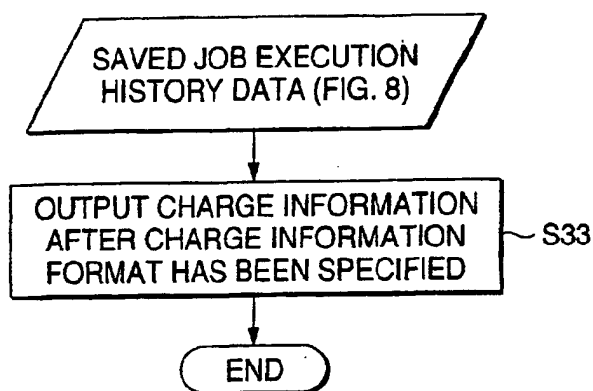 SAVED JOB EXECUTION
HISTORY DATA (FIG. 8)
OUTPUT CHARGE INFORMATION
AFTER CHARGE INFORMATION
FORMAT HAS BEEN SPECIFIED
S33
END